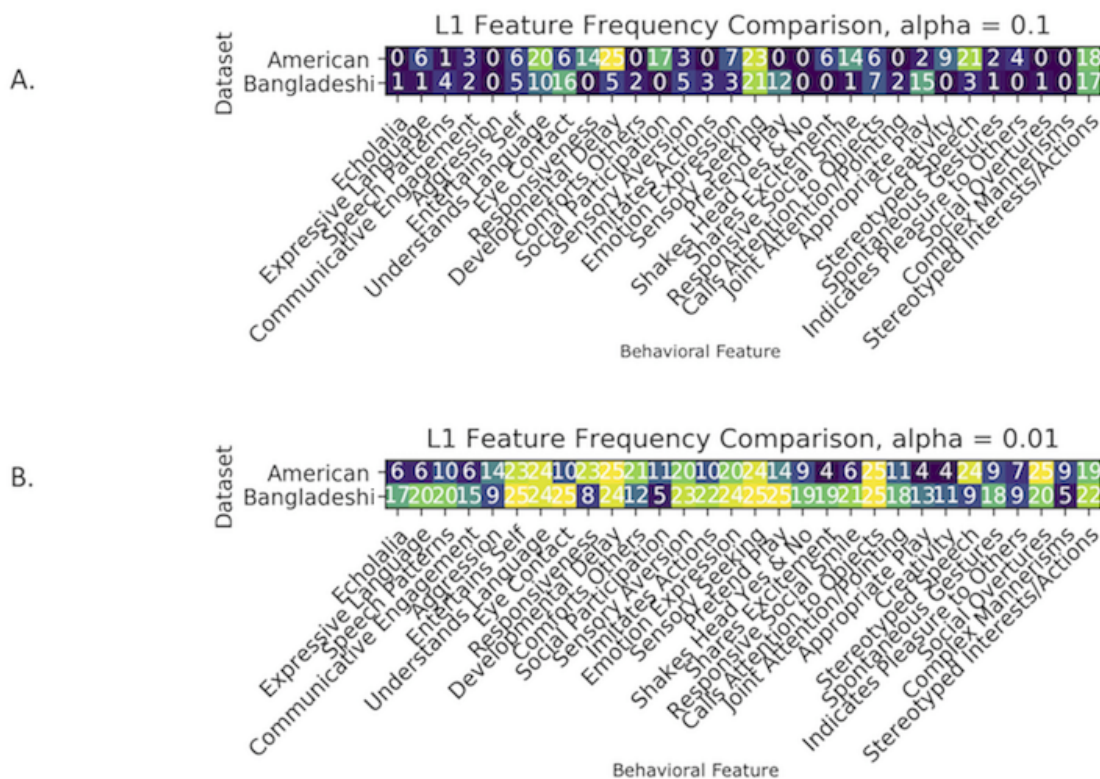 A.
L1 Feature Frequency Comparison, alpha = 0.1
Dataset
American 0 6 1 3 0 6 20 6 14 25 0 17 3 0 7 23 0 0 6 14 6 0 2 9 21 2 4 0 0 18
Bangladeshi 1 1 4 2 0 5 10 16 0 5 2 0 5 3 3 21 12 0 0 1 7 2 15 0 3 1 0 1 0 17
Echolalia
Expressive Language
Speech Patterns
Communicative Engagement
Aggression
Entertains Self
Understands Language
Eye Contact
Responsiveness
Developmental Delay
Comforts Others
Social Participation
Sensory Aversion
Imitates Actions
Emotion Expression
Sensory Seeking
Pretend Play
Shakes Head Yes & No
Shares Excitement
Responsive Social Smile
Calls Attention to Objects
Joint Attention/Pointing
Appropriate Play
Creativity
Stereotyped Speech
Spontaneous Gestures
Indicates Pleasure to Others
Social Overtures
Complex Mannerisms
Stereotyped Interests/Actions
Behavioral Feature
B.
L1 Feature Frequency Comparison, alpha = 0.01
Dataset
American 6 6 10 6 14 23 24 10 23 25 21 11 20 10 20 24 14 9 4 6 25 11 4 4 24 9 7 25 9 19
Bangladeshi 17 20 20 15 9 25 24 25 8 24 12 5 23 22 24 25 25 19 19 21 25 18 13 11 9 18 9 20 5 22
Echolalia
Expressive Language
Speech Patterns
Communicative Engagement
Aggression
Entertains Self
Understands Language
Eye Contact
Responsiveness
Developmental Delay
Comforts Others
Social Participation
Sensory Aversion
Imitates Actions
Emotion Expression
Sensory Seeking
Pretend Play
Shakes Head Yes & No
Shares Excitement
Responsive Social Smile
Calls Attention to Objects
Joint Attention/Pointing
Appropriate Play
Creativity
Stereotyped Speech
Spontaneous Gestures
Indicates Pleasure to Others
Social Overtures
Complex Mannerisms
Stereotyped Interests/Actions
Behavioral Feature